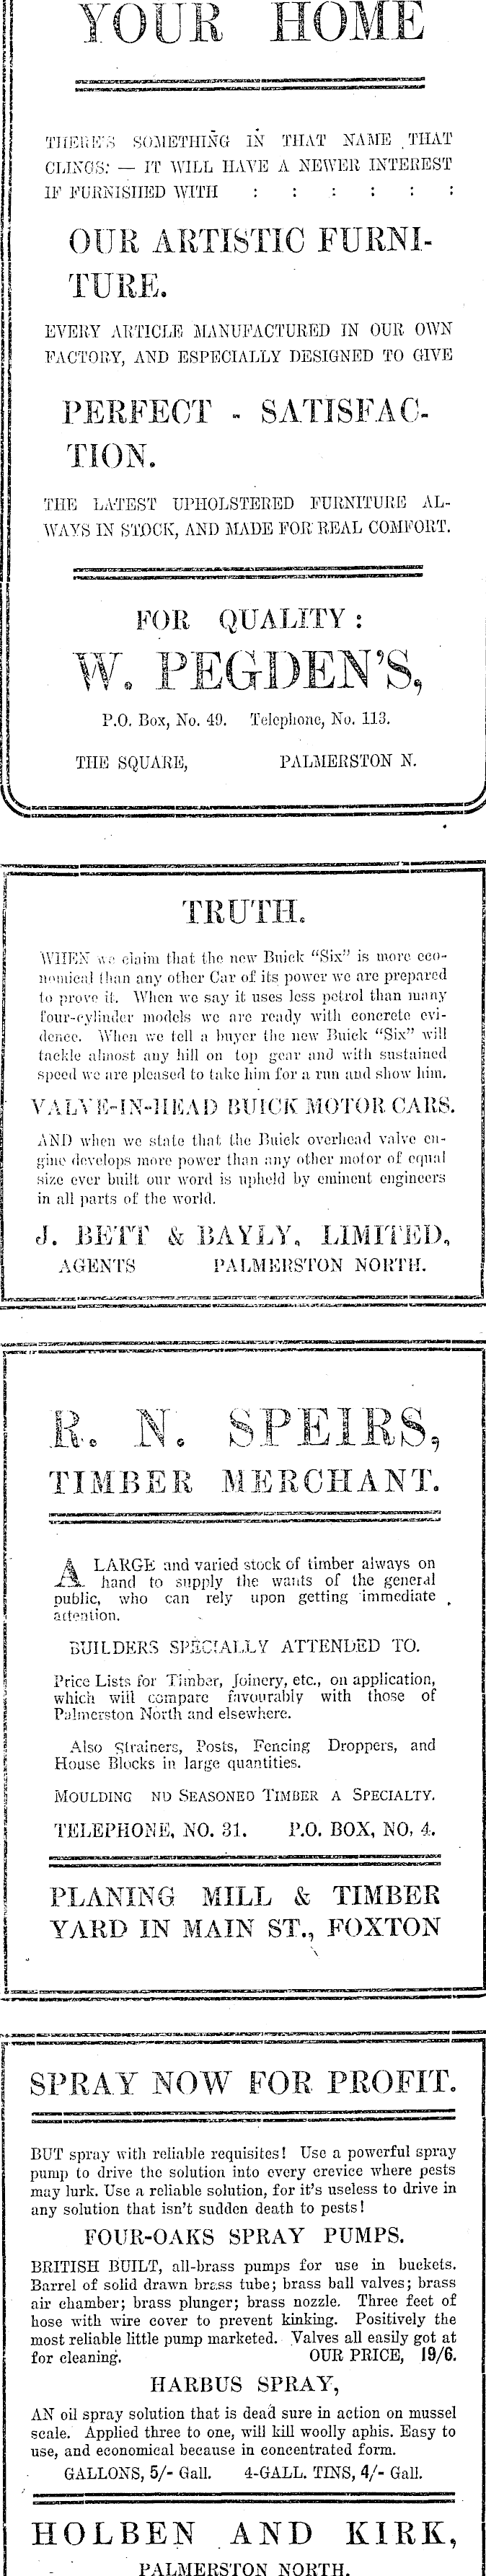 YOUR HOME
THERE'S SOMETHING IN THAT NAME THAT
CLINGS: — IT WILL HAVE A NEWER INTEREST
IF FURNISHED WITH : : : : : :
OUR ARTISTIC FURNI-
TURE.
EVERY ARTICLE MANUFACTURED IN OUR OWN
FACTORY, AND ESPECIALLY DESIGNED TO GIVE
PERFECT - SATISFAC-
TION.
THE LATEST UPHOLSTERED FURNITURE AL-
WAYS IN STOCK, AND MADE FOR REAL COMFORT.
FOR QUALITY:
W. PEGDEN'S,
P.O. Box, No. 49. Telephone, No. 113.
THE SQUARE, PALMERSTON N.
TRUTH.
WHEN we claim that the new Buick "Six" is more eco-
nomical than any other Car of its power we are prepared
to prove it. When we say it uses less petrol than many
four-cylinder models we are ready with concrete evi-
dence. When we tell a buyer the new Buick "Six" will
tackle almost any hill on top gear and with sustained
speed we are pleased to take him for a run and show him.
VALVE-IN-HEAD BUICK MOTOR CARS.
AND when we state that the Buick overhead valve en-
gine develops more power than any other motor of equal
size ever built our word is upheld by eminent engineers
in all parts of the world.
J. BETT & BAYLY, LIMITED,
AGENTS PALMERSTON NORTH.
R. N. SPEIRS,
TIMBER MERCHANT.
A LARGE and varied stock of timber always on
hand to supply the wants of the general
public, who can rely upon getting immediate
attention.
BUILDERS SPECIALLY ATTENDED TO.
Price Lists for Timber, Joinery, etc., on application,
which will compare favourably with those of
Palmerston North and elsewhere.
Also Strainers, Posts, Fencing Droppers, and
House Blocks in large quantities.
MOULDING ND SEASONED TIMBER A SPECIALTY.
TELEPHONE, NO. 31. P.O. BOX, NO, 4.
PLANING MILL & TIMBER
YARD IN MAIN ST., FOXTON
SPRAY NOW FOR PROFIT.
BUT spray with reliable requisites! Use a powerful spray
pump to drive the solution into every crevice where pests
may lurk. Use a reliable solution, for it's useless to drive in
any solution that isn't sudden death to pests!
FOUR-OAKS SPRAY PUMPS.
BRITISH BUILT, all-brass pumps for use in buckets.
Barrel of solid drawn brass tube; brass ball valves; brass
air chamber; brass plunger; brass nozzle. Three feet of
hose with wire cover to prevent kinking. Positively the
most reliable little pump marketed. Valves all easily got at
for cleaning. OUR PRICE, 19/6.
HARBUS SPRAY,
AN oil spray solution that is dead sure in action on mussel
scale. Applied three to one, will kill woolly aphis. Easy to
use, and economical because in concentrated form.
GALLONS, 5/- Gall. 4-GALL. TINS, 4/- Gall.
HOLBEN AND KIRK,
PALMERSTON NORTH.